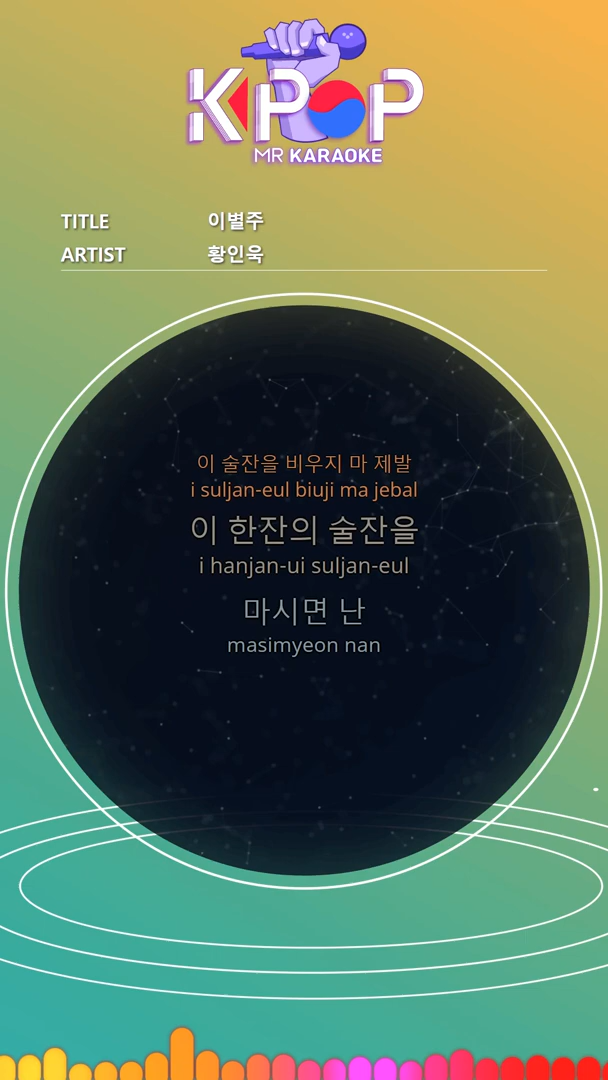 KPOP
MR KARAOKE
TITLE 이별주
ARTIST 황인욱
이 술잔을 비우지 마 제발
i suljan-eul biuji ma jebal
이 한잔의 술잔을
i hanjan-ui suljan-eul
마시면 난
masimyeon nan